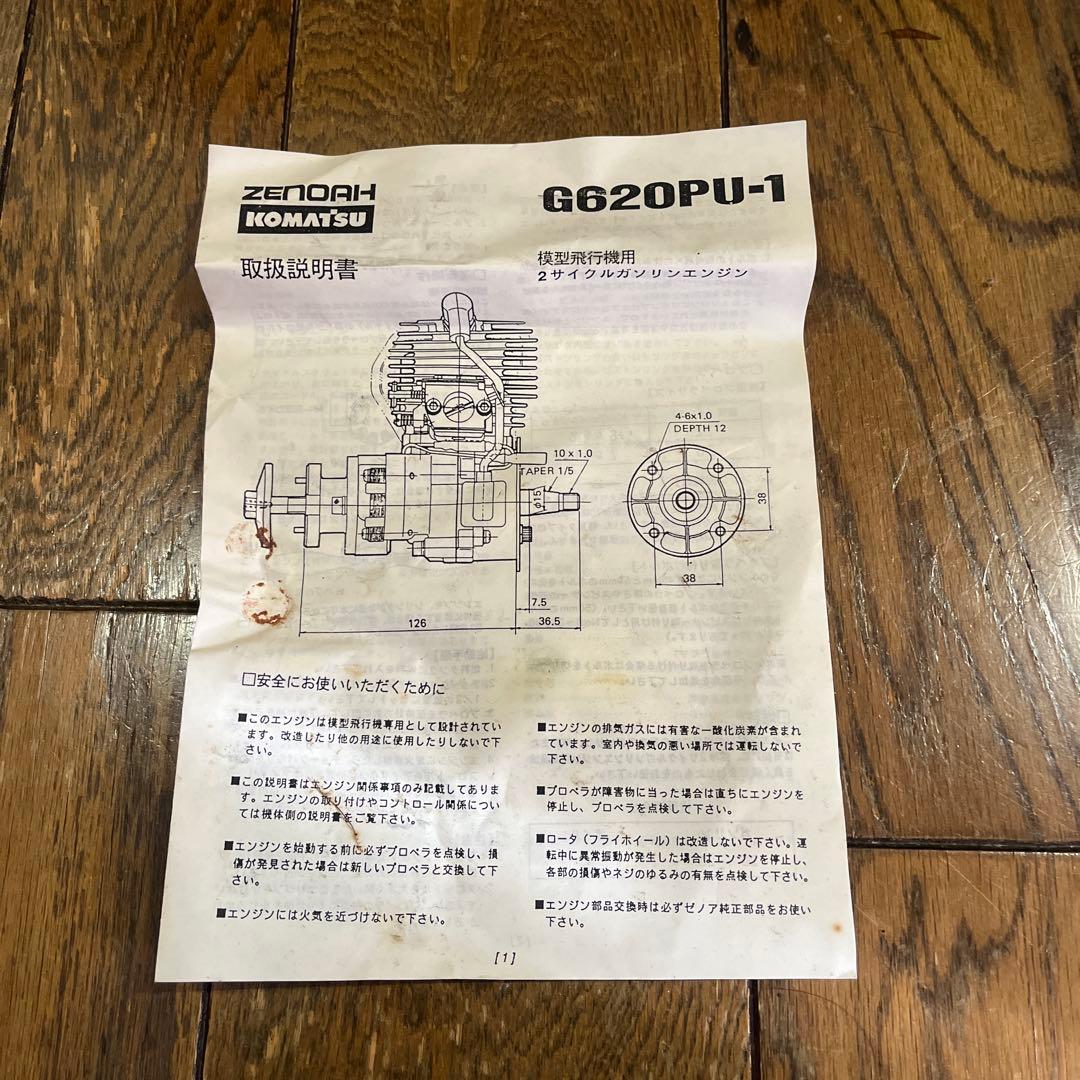 ZENOAH
KOMATSU
G620PU-1
取扱説明書
模型飛行機用
2サイクルガソリンエンジン
4-6x1.0
DEPTH 12
10 x 1.0
TAPER 1/5
φ15
38
38
7.5
126
36.5
□安全にお使いいただくために
■このエンジンは模型飛行機専用として設計されてい
ます。改造したり他の用途に使用したりしないで下
さい。
■この説明書はエンジン関係事項のみ記載してありま
す。エンジンの取り付けやコントロール関係につい
ては機体側の説明書をご覧下さい。
■エンジンを始動する前に必ずプロペラを点検し、損
傷が発見された場合は新しいプロペラと交換して下
さい。
■エンジンには火気を近づけないで下さい。
■エンジンの排気ガスには有害な一酸化炭素が含まれ
ています。室内や換気の悪い場所では運転しないで
下さい。
■プロペラが障害物に当った場合は直ちにエンジンを
停止し、プロペラを点検して下さい。
■ロータ（フライホイール）は改造しないで下さい。運
転中に異常振動が発生した場合はエンジンを停止し、
各部の損傷やネジのゆるみの有無を点検して下さい。
■エンジン部品交換時は必ずゼノア純正部品をお使い
下さい。
[1]